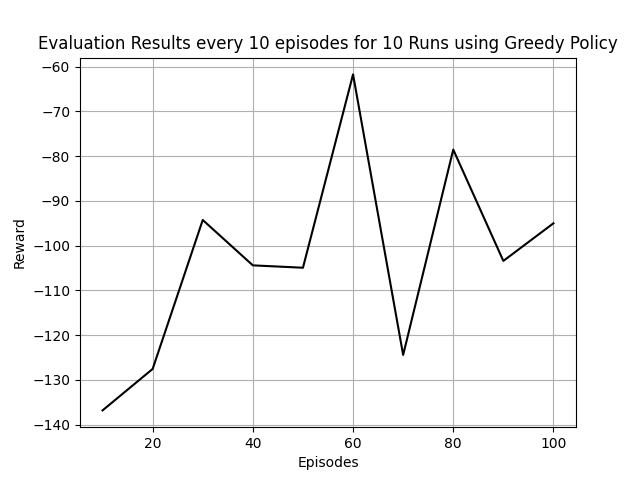 Evaluation Results every 10 episodes for 10 Runs using Greedy Policy
−60
−70
−80
−90
−100
−110
−120
−130
−140
Reward
20 40 60 80 100
Episodes